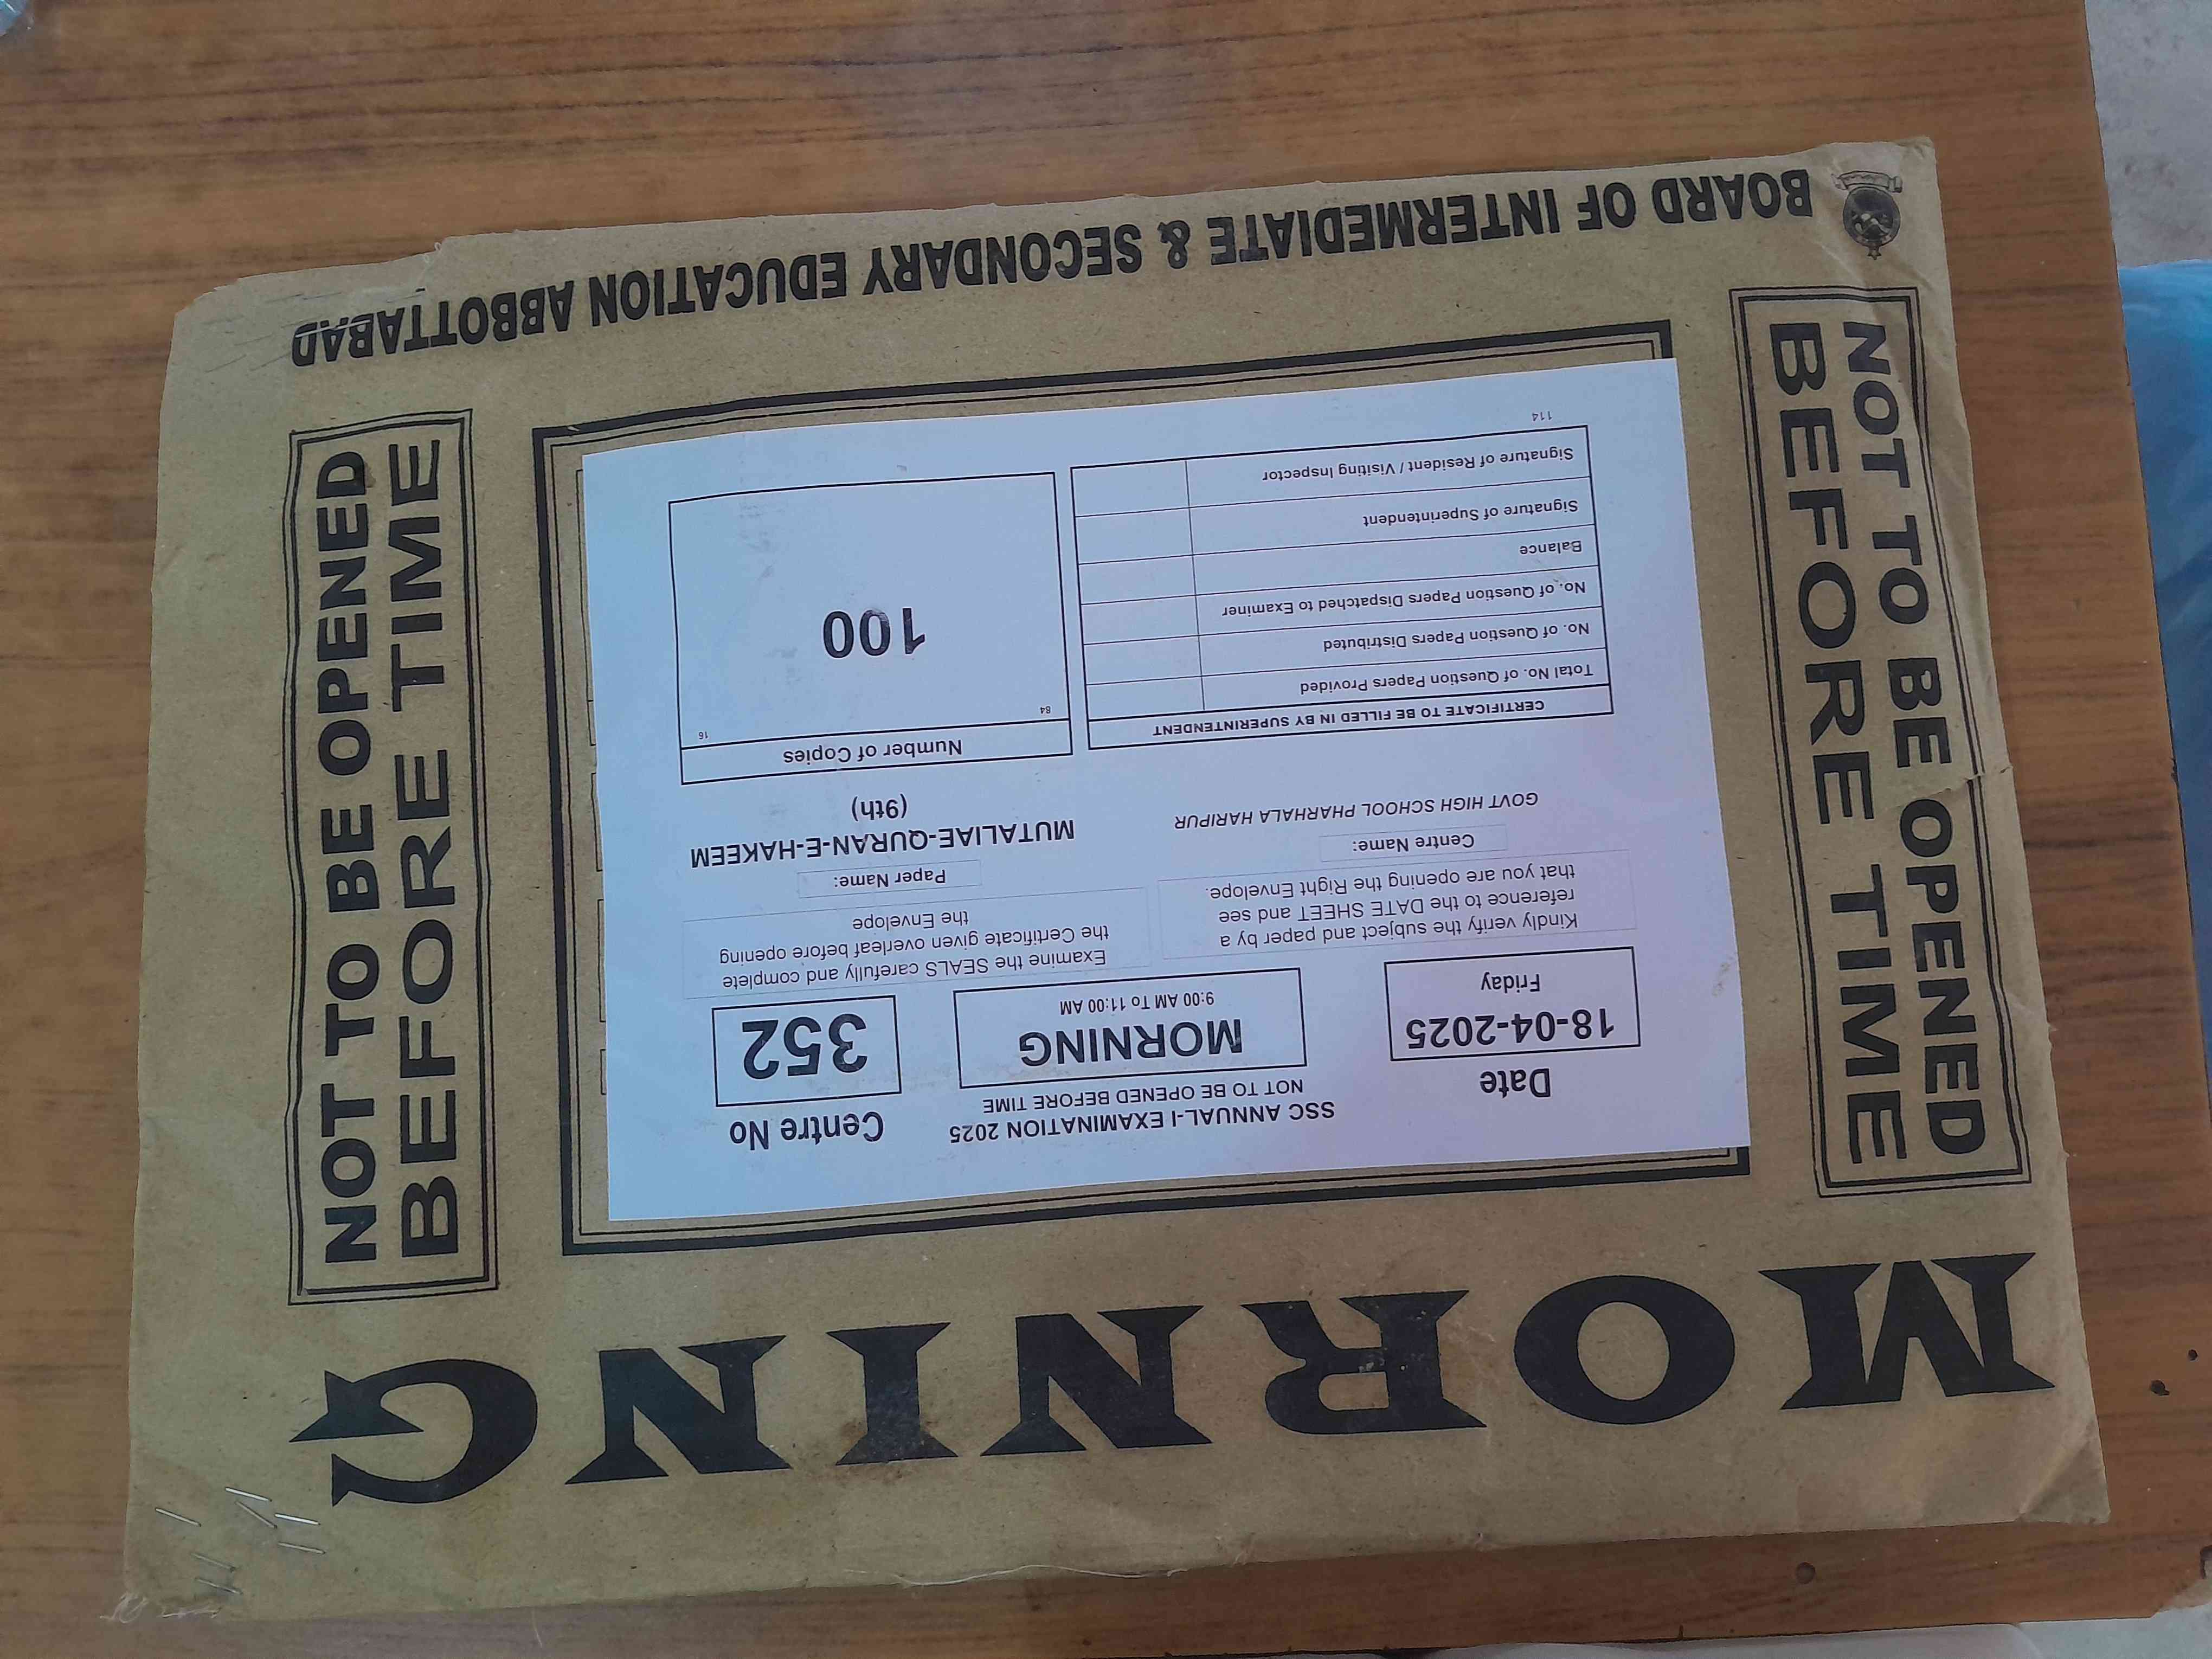 MORNING
NOT TO BE OPENED
BEFORE TIME
SSC ANNUAL-I EXAMINATION 2025
NOT TO BE OPENED BEFORE TIME
Date
18-04-2025
Friday
MORNING
9:00 AM To 11:00 AM
Centre No
352
Kindly verify the subject and paper by a
reference to the DATE SHEET and see
that you are opening the Right Envelope.
Examine the SEALS carefully and complete
the Certificate given overleaf before opening
the Envelope
Centre Name:
GOVT HIGH SCHOOL PHARHALA HARIPUR
Paper Name:
MUTALIAE-QURAN-E-HAKEEM
(9th)
CERTIFICATE TO BE FILLED IN BY SUPERINTENDENT
Total No. of Question Papers Provided
No. of Question Papers Distributed
No. of Question Papers Dispatched to Examiner
Balance
Signature of Superintendent
Signature of Resident / Visiting Inspector
114
Number of Copies
84 16
100
NOT TO BE OPENED
BEFORE TIME
BOARD OF INTERMEDIATE & SECONDARY EDUCATION ABBOTTABAD